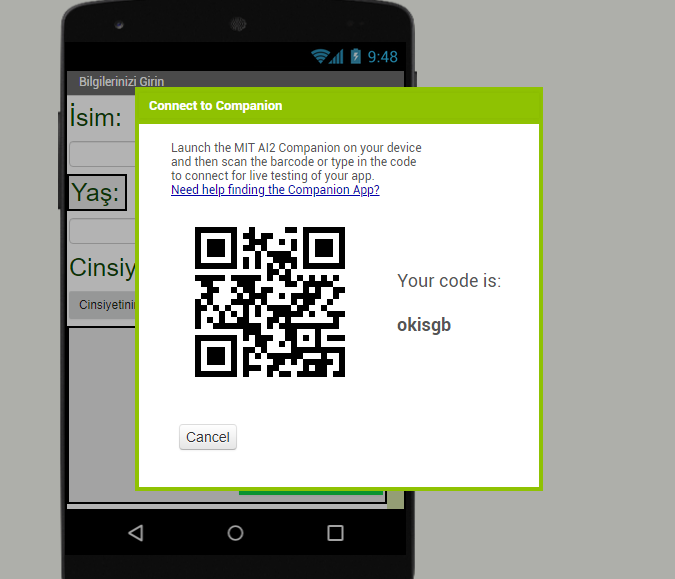 9:48
Bilgilerinizi Girin
Connect to Companion
İsim:
Launch the MIT AI2 Companion on your device
and then scan the barcode or type in the code
to connect for live testing of your app.
Need help finding the Companion App?
Yaş:
Cinsiy
Your code is:
Cinsiyetini
okisgb
Cancel